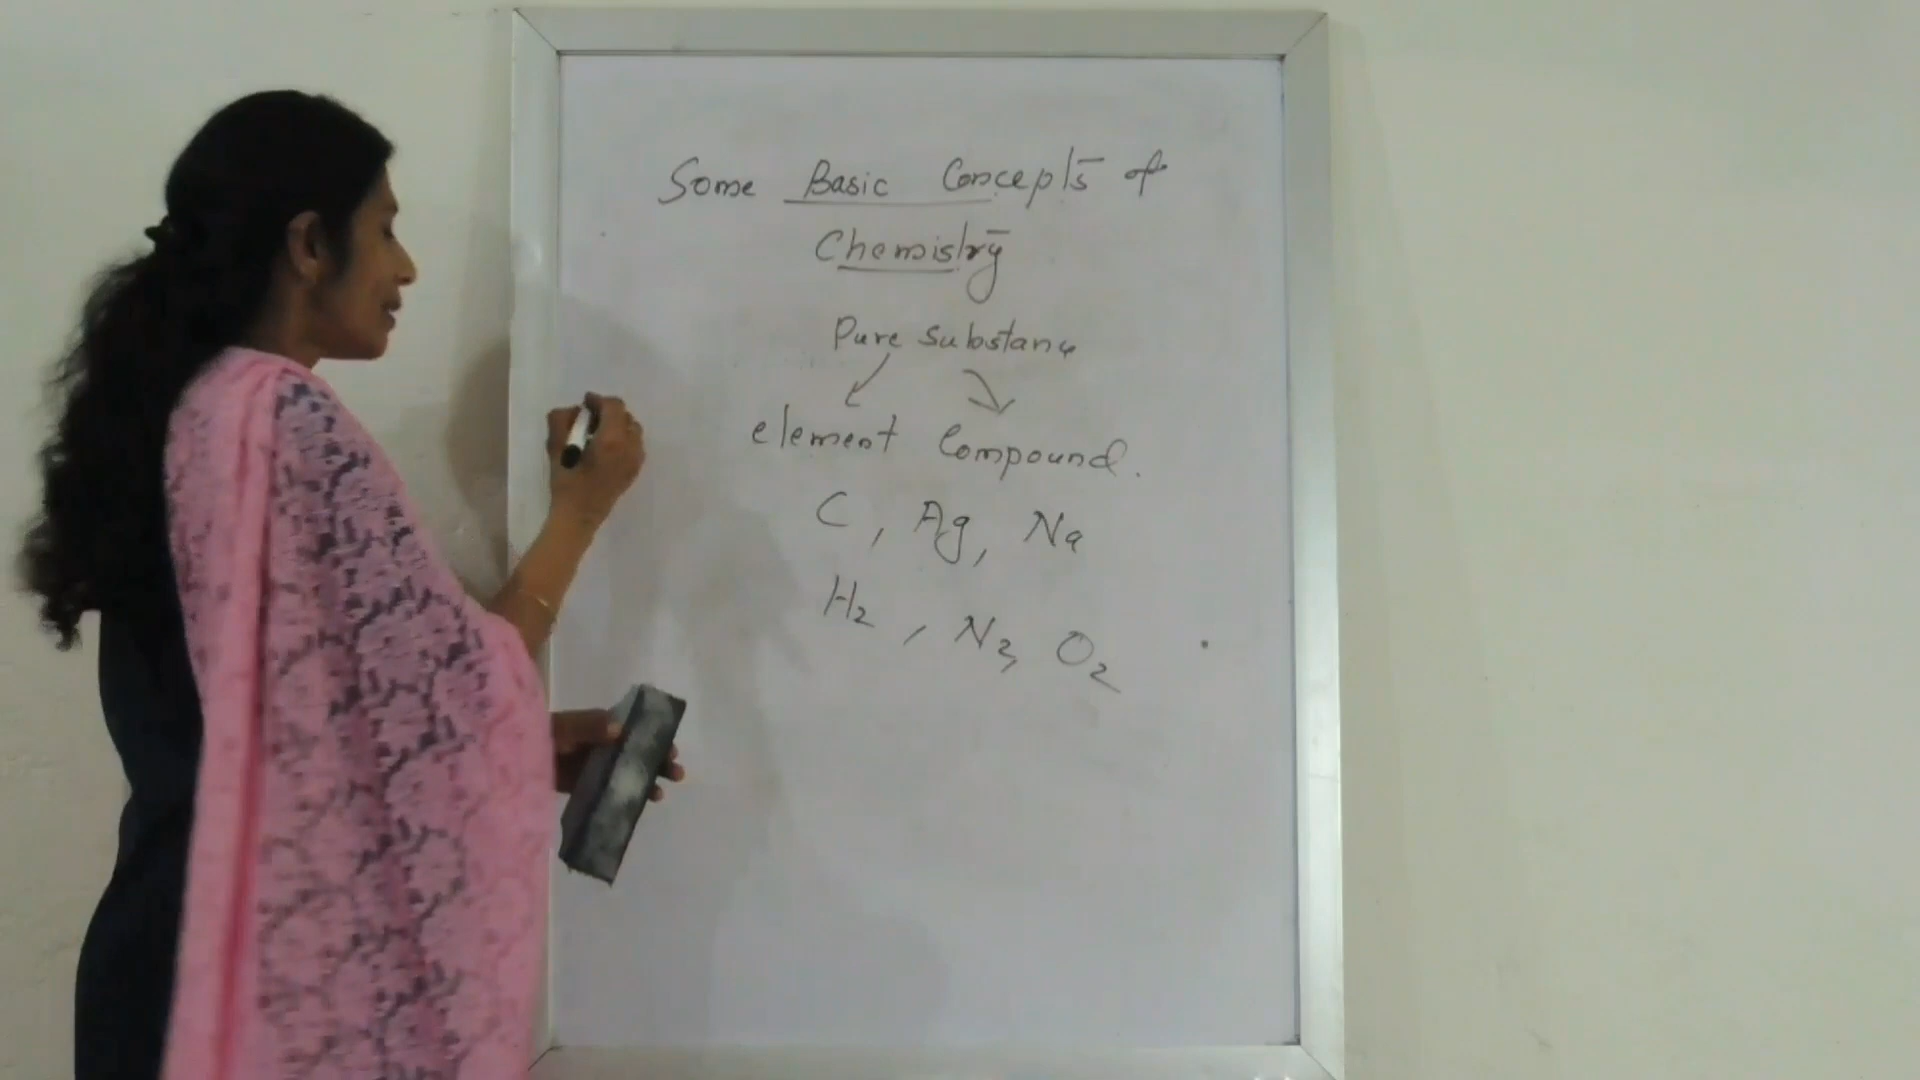 Some Basic Concepts of
Chemistry
Pure substance
element Compound.
C, Ag, Na
H₂, N₂, O₂